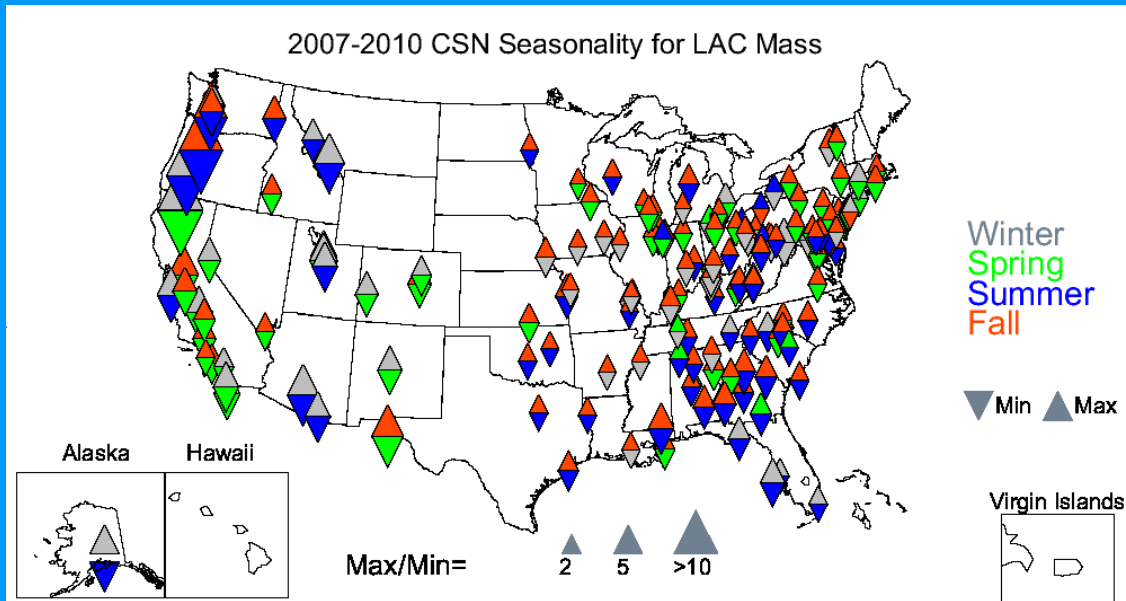 2007-2010 CSN Seasonality for LAC Mass
Winter
Spring
Summer
Fall
Min Max
Alaska Hawaii
Virgin Islands
Max/Min= 2 5 >10